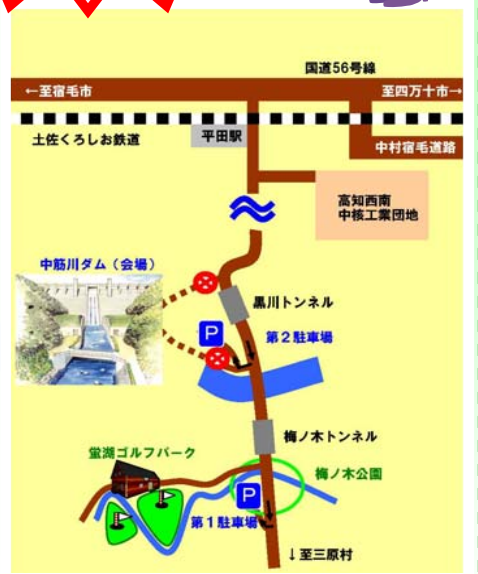 国道56号線
←至宿毛市
至四万十市→
土佐くろしお鉄道
平田駅
中村宿毛道路
高知西南
中核工業団地
中筋川ダム(会場)
黒川トンネル
P
第2駐車場
梅ノ木トンネル
蛍湖ゴルフパーク
梅ノ木公園
P
第1駐車場
↓至三原村